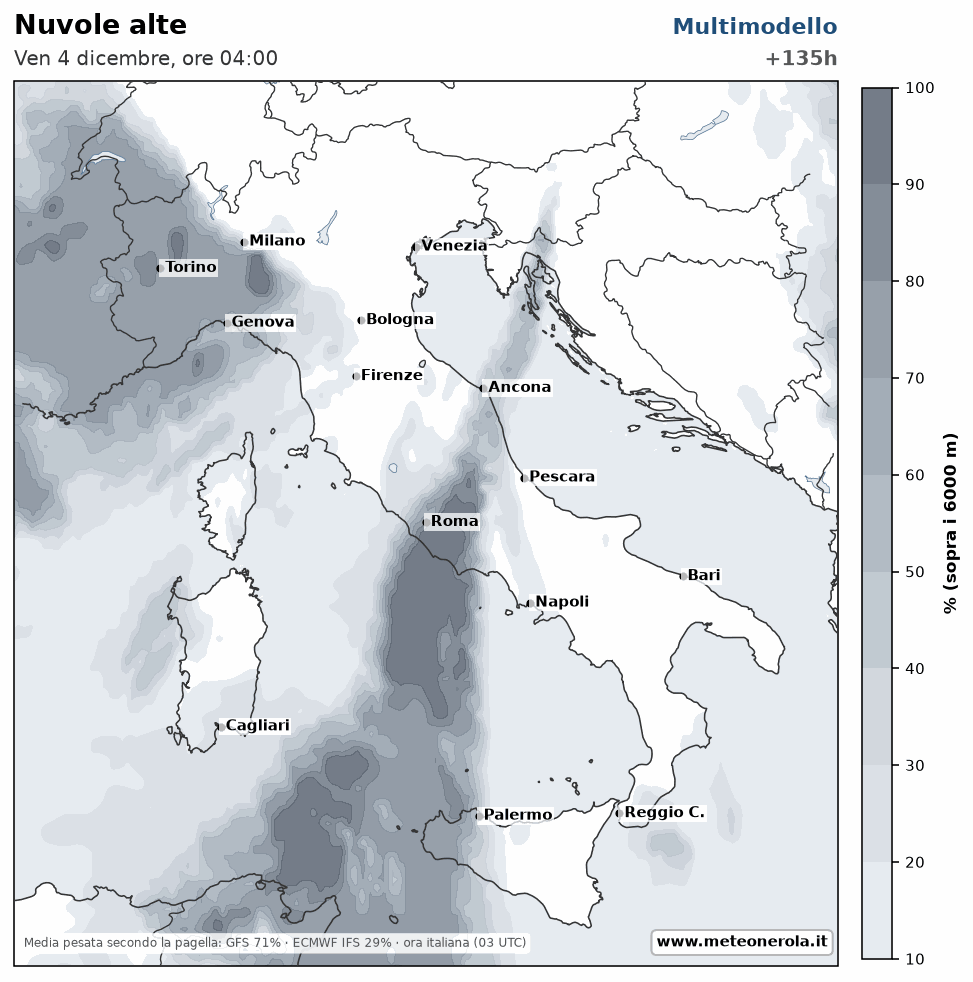 Nuvole alte
Multimodello
Ven 4 dicembre, ore 04:00
+135h
100
90
80
70
60
50
40
30
20
10
% (sopra i 6000 m)
Milano
Venezia
Torino
Genova
Bologna
Firenze
Ancona
Pescara
Roma
Bari
Napoli
Cagliari
Palermo
Reggio C.
Media pesata secondo la pagella: GFS 71% · ECMWF IFS 29% · ora italiana (03 UTC)
www.meteonerola.it